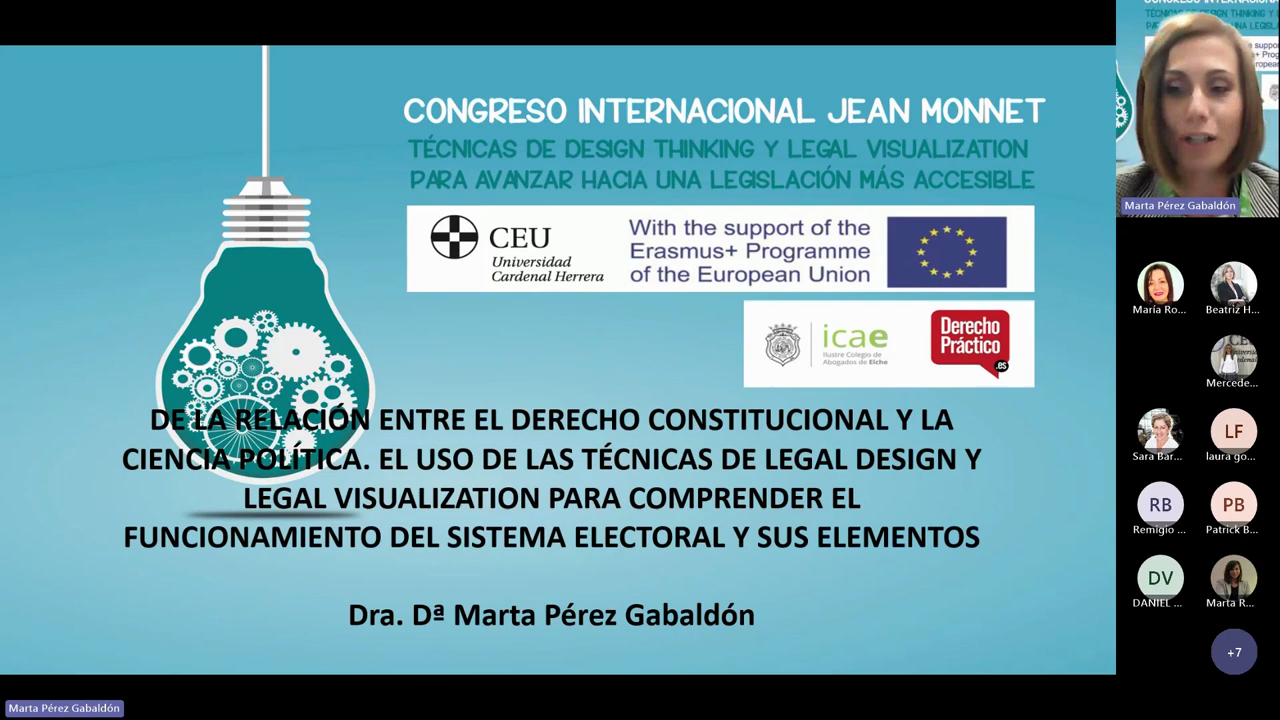 CONGRESO INTERNACIONAL JEAN MONNET
TÉCNICAS DE DESIGN THINKING Y LEGAL VISUALIZATION
PARA AVANZAR HACIA UNA LEGISLACIÓN MÁS ACCESIBLE
CEU
Universidad
Cardenal Herrera
With the support of the
Erasmus+ Programme
of the European Union
icae
Ilustre Colegio de
Abogados de Elche
Derecho
Práctico
.es
DE LA RELACIÓN ENTRE EL DERECHO CONSTITUCIONAL Y LA
CIENCIA POLÍTICA. EL USO DE LAS TÉCNICAS DE LEGAL DESIGN Y
LEGAL VISUALIZATION PARA COMPRENDER EL
FUNCIONAMIENTO DEL SISTEMA ELECTORAL Y SUS ELEMENTOS
Dra. Dª Marta Pérez Gabaldón
Marta Pérez Gabaldón
Marta Pérez Gabaldón
María Ro...
Beatriz H...
Mercede...
Sara Bar...
LF
laura go...
RB
Remigio ...
PB
Patrick B...
DV
DANIEL ...
Marta R...
+7